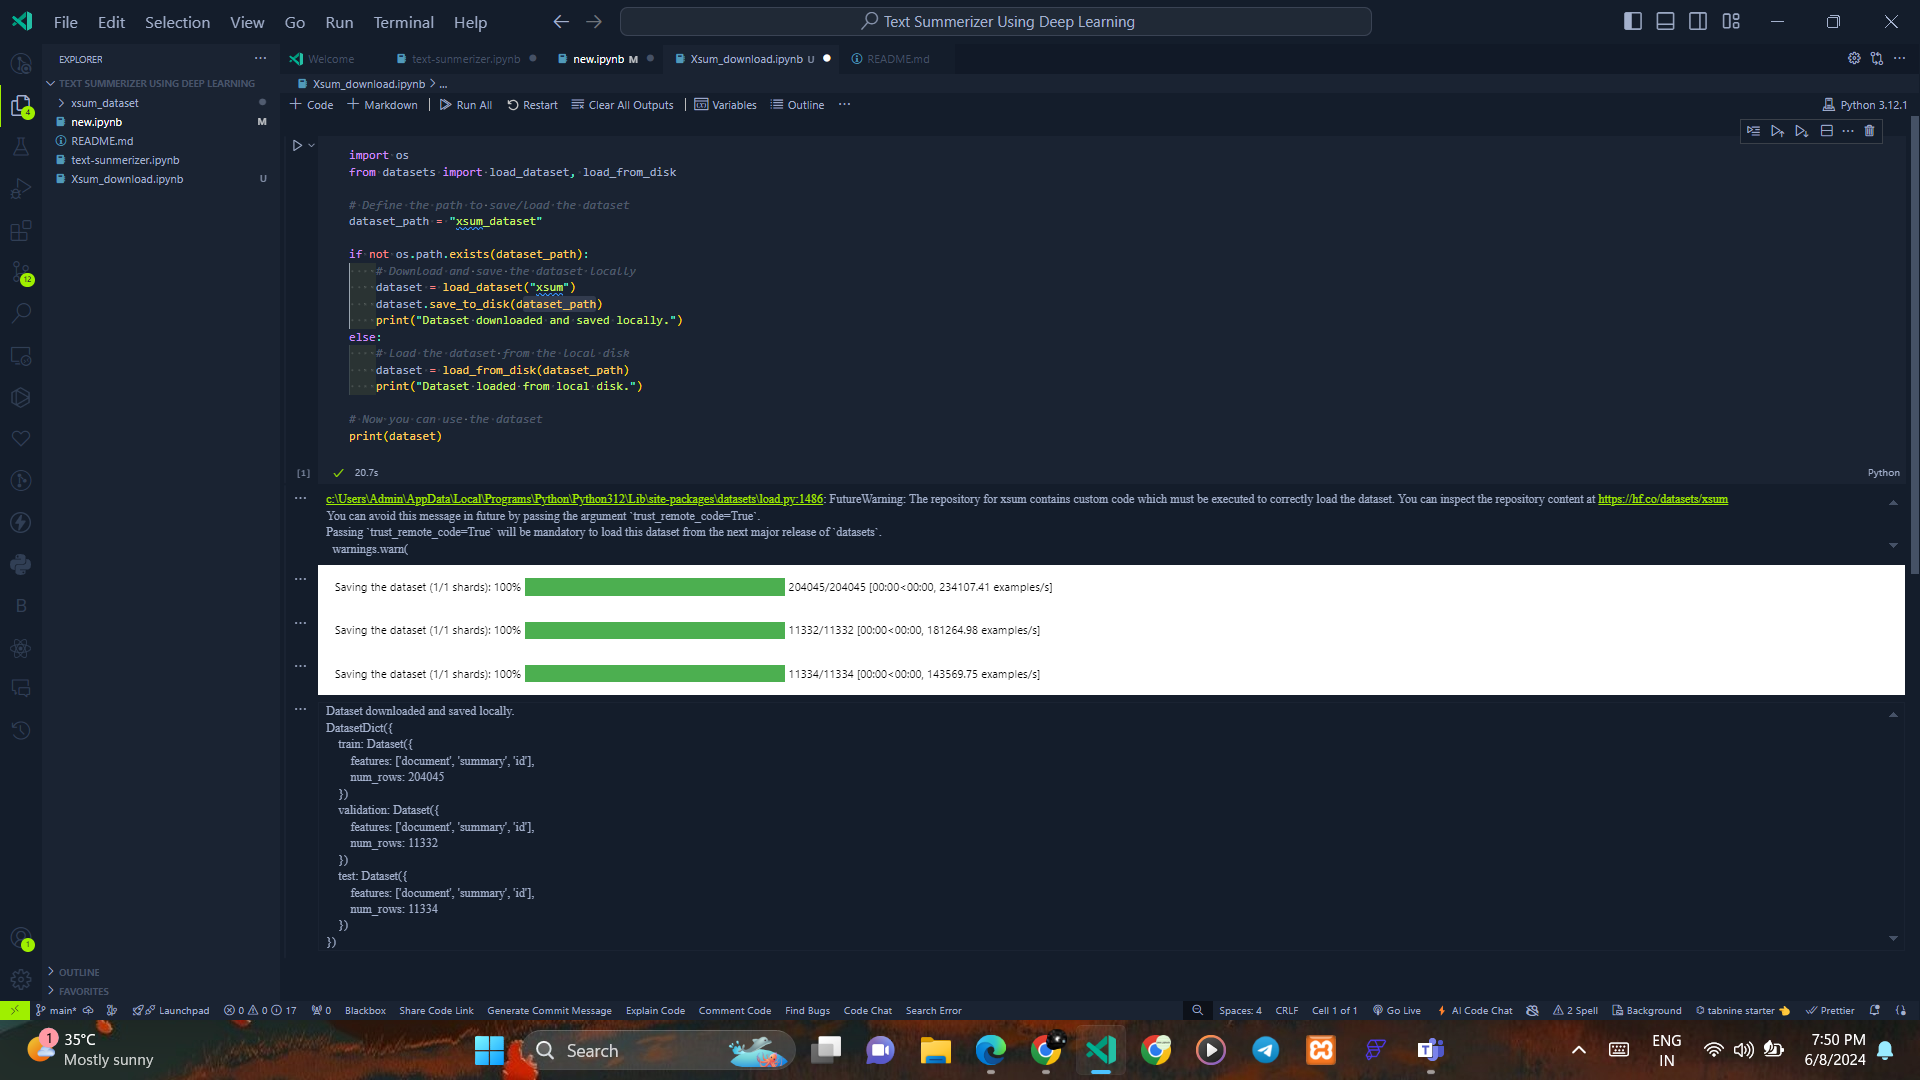 File Edit Selection View Go Run Terminal Help
Text Summerizer Using Deep Learning
EXPLORER
TEXT SUMMERIZER USING DEEP LEARNING
xsum_dataset
new.ipynb M
README.md
text-sunmerizer.ipynb
Xsum_download.ipynb U
OUTLINE
FAVORITES
Welcome text-sunmerizer.ipynb new.ipynb M Xsum_download.ipynb U README.md
Xsum_download.ipynb > ...
+ Code + Markdown Run All Restart Clear All Outputs Variables Outline ... Python 3.12.1
import os
from datasets import load_dataset, load_from_disk
# Define the path to save/load the dataset
dataset_path = "xsum_dataset"
if not os.path.exists(dataset_path):
# Download and save the dataset locally
dataset = load_dataset("xsum")
dataset.save_to_disk(dataset_path)
print("Dataset downloaded and saved locally.")
else:
# Load the dataset from the local disk
dataset = load_from_disk(dataset_path)
print("Dataset loaded from local disk.")
# Now you can use the dataset
print(dataset)
[1] 20.7s Python
c:\Users\Admin\AppData\Local\Programs\Python\Python312\Lib\site-packages\datasets\load.py:1486: FutureWarning: The repository for xsum contains custom code which must be executed to correctly load the dataset. You can inspect the repository content at https://hf.co/datasets/xsum
You can avoid this message in future by passing the argument `trust_remote_code=True`.
Passing `trust_remote_code=True` will be mandatory to load this dataset from the next major release of `datasets`.
warnings.warn(
Saving the dataset (1/1 shards): 100% 204045/204045 [00:00<00:00, 234107.41 examples/s]
Saving the dataset (1/1 shards): 100% 11332/11332 [00:00<00:00, 181264.98 examples/s]
Saving the dataset (1/1 shards): 100% 11334/11334 [00:00<00:00, 143569.75 examples/s]
Dataset downloaded and saved locally.
DatasetDict({
train: Dataset({
features: ['document', 'summary', 'id'],
num_rows: 204045
})
validation: Dataset({
features: ['document', 'summary', 'id'],
num_rows: 11332
})
test: Dataset({
features: ['document', 'summary', 'id'],
num_rows: 11334
})
})
4
12
B
1
main* Launchpad 0 0 17 0 Blackbox Share Code Link Generate Commit Message Explain Code Comment Code Find Bugs Code Chat Search Error Spaces: 4 CRLF Cell 1 of 1 Go Live AI Code Chat 2 Spell Background tabnine starter Prettier
1
35°C
Mostly sunny
Search
ENG
IN
7:50 PM
6/8/2024